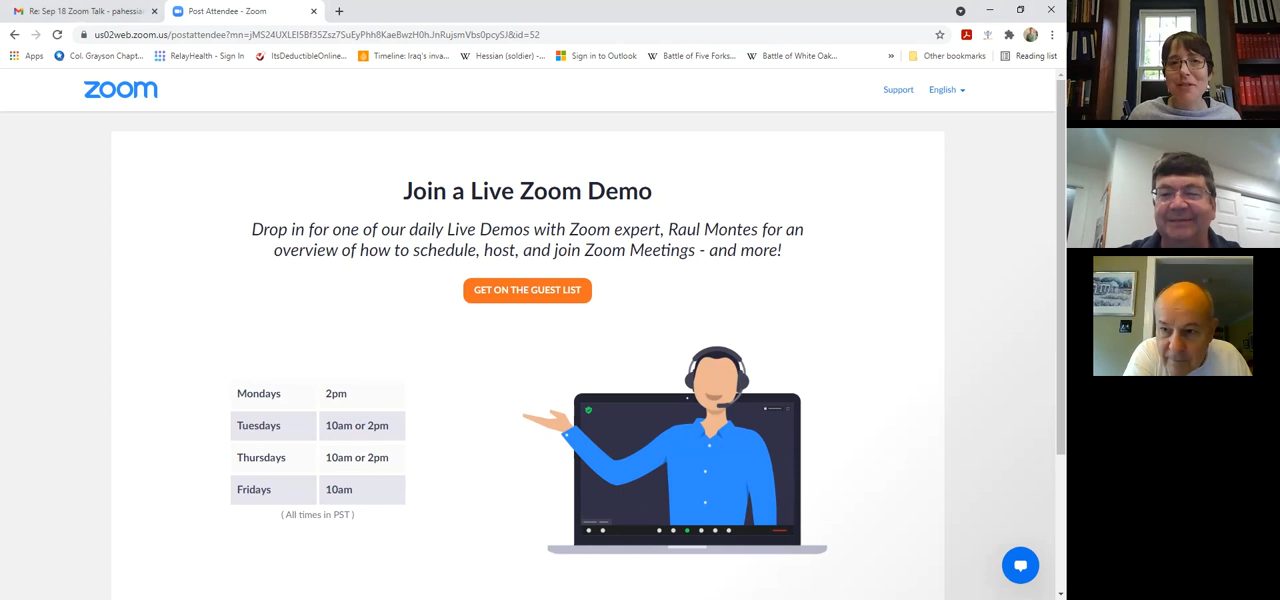 Re: Sep 18 Zoom Talk - pahessian
Post Attendee - Zoom
us02web.zoom.us/postattendee?mn=jMS24UXLEI5Bf35Zsz7SuEyPhh8KaeBwzH0hJnRujsmVbs0pcySJ&id=52
Apps
Col. Grayson Chapt...
RelayHealth - Sign In
ItsDeductibleOnline...
Timeline: Iraq's inva...
Hessian (soldier) -...
Sign in to Outlook
Battle of Five Forks...
Battle of White Oak...
»
Other bookmarks
Reading list
zoom
Support
English
Join a Live Zoom Demo
Drop in for one of our daily Live Demos with Zoom expert, Raul Montes for an
overview of how to schedule, host, and join Zoom Meetings - and more!
GET ON THE GUEST LIST
Mondays 2pm
Tuesdays 10am or 2pm
Thursdays 10am or 2pm
Fridays 10am
( All times in PST )